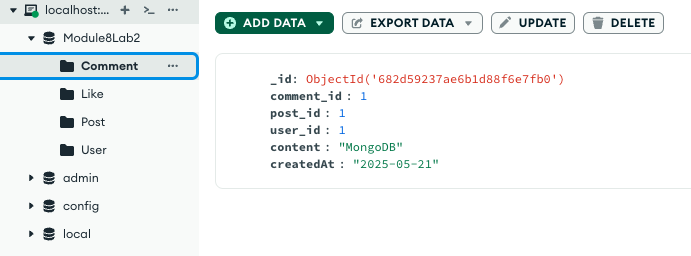 localhost:...
Module8Lab2
Comment
Like
Post
User
admin
config
local
ADD DATA
EXPORT DATA
UPDATE
DELETE
_id: ObjectId('682d59237ae6b1d88f6e7fb0')
comment_id : 1
post_id : 1
user_id : 1
content : "MongoDB"
createdAt : "2025-05-21"